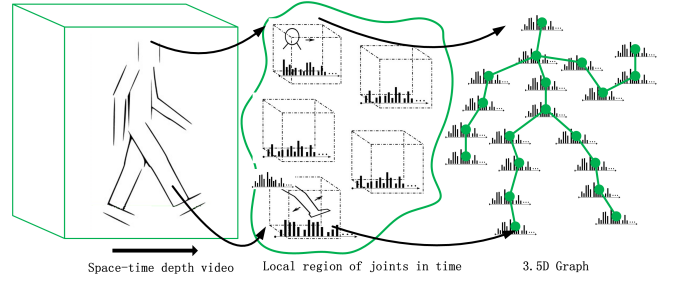 Space-time depth video
Local region of joints in time
3.5D Graph